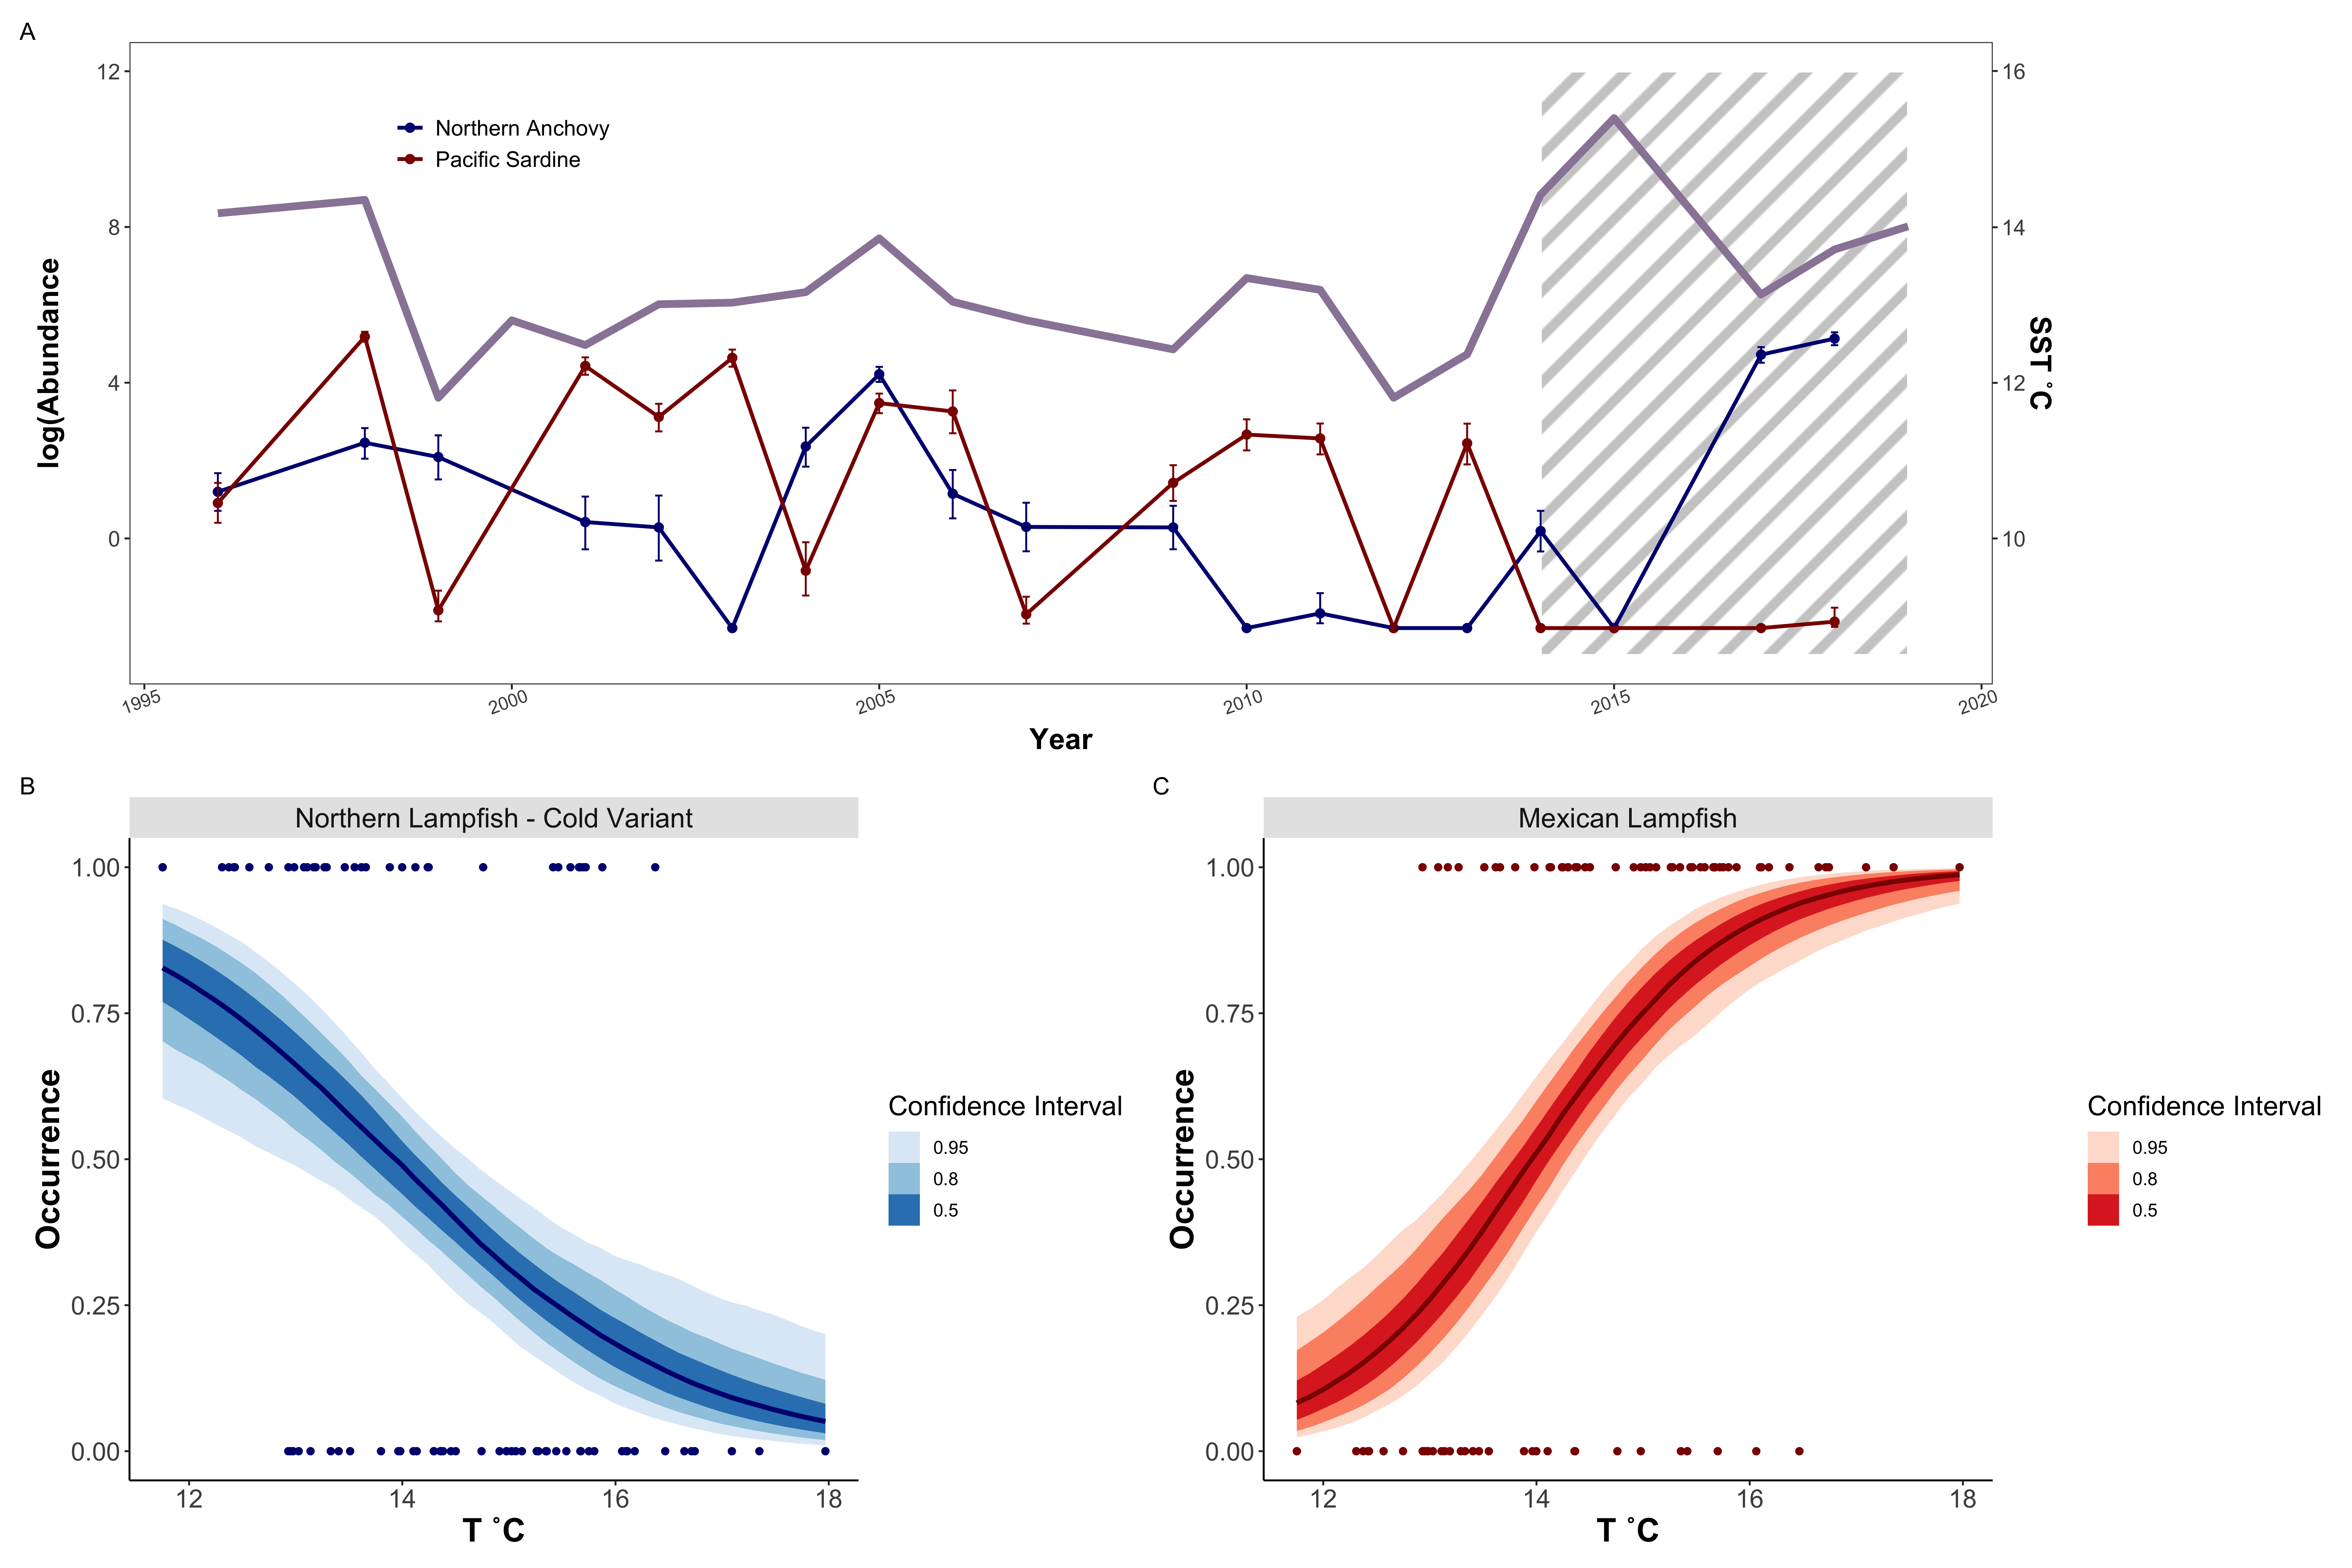 A
12
8
4
0
log(Abundance
Northern Anchovy
Pacific Sardine
16
14
12
10
SST ˚C
1995
2000
2005
2010
2015
2020
Year
B
Northern Lampfish - Cold Variant
1.00
0.75
0.50
0.25
0.00
Occurrence
12
14
16
18
T ˚C
Confidence Interval
0.95
0.8
0.5
C
Mexican Lampfish
1.00
0.75
0.50
0.25
0.00
Occurrence
12
14
16
18
T ˚C
Confidence Interval
0.95
0.8
0.5